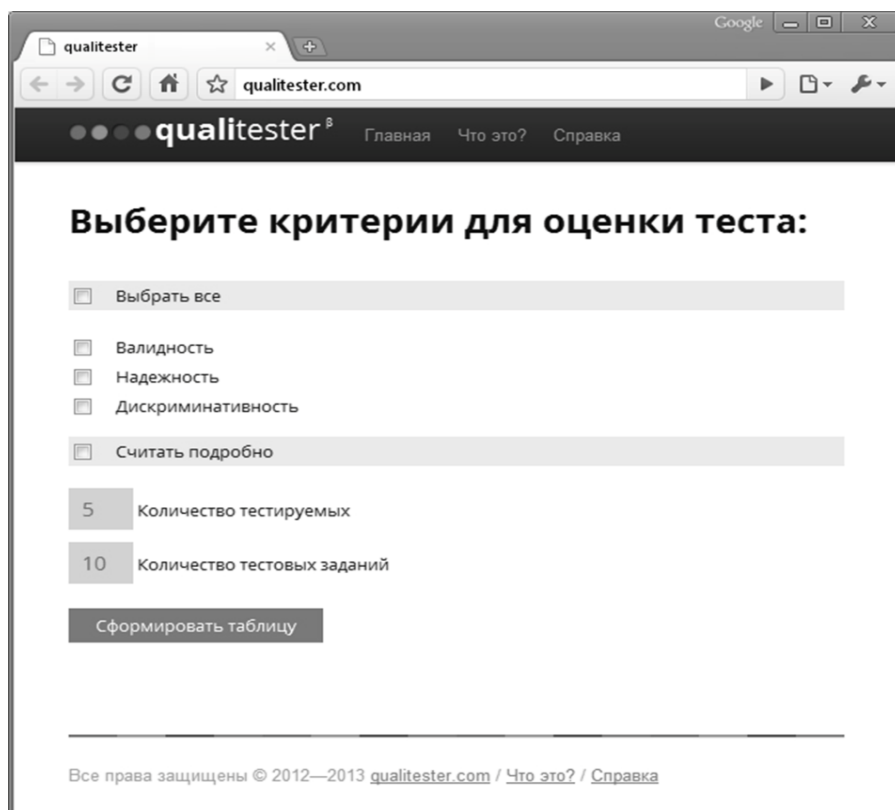 Google
qualitester
qualitester.com
qualitester β Главная Что это? Справка
Выберите критерии для оценки теста:
Выбрать все
Валидность
Надежность
Дискриминативность
Считать подробно
5 Количество тестируемых
10 Количество тестовых заданий
Сформировать таблицу
Все права защищены © 2012—2013 qualitester.com / Что это? / Справка